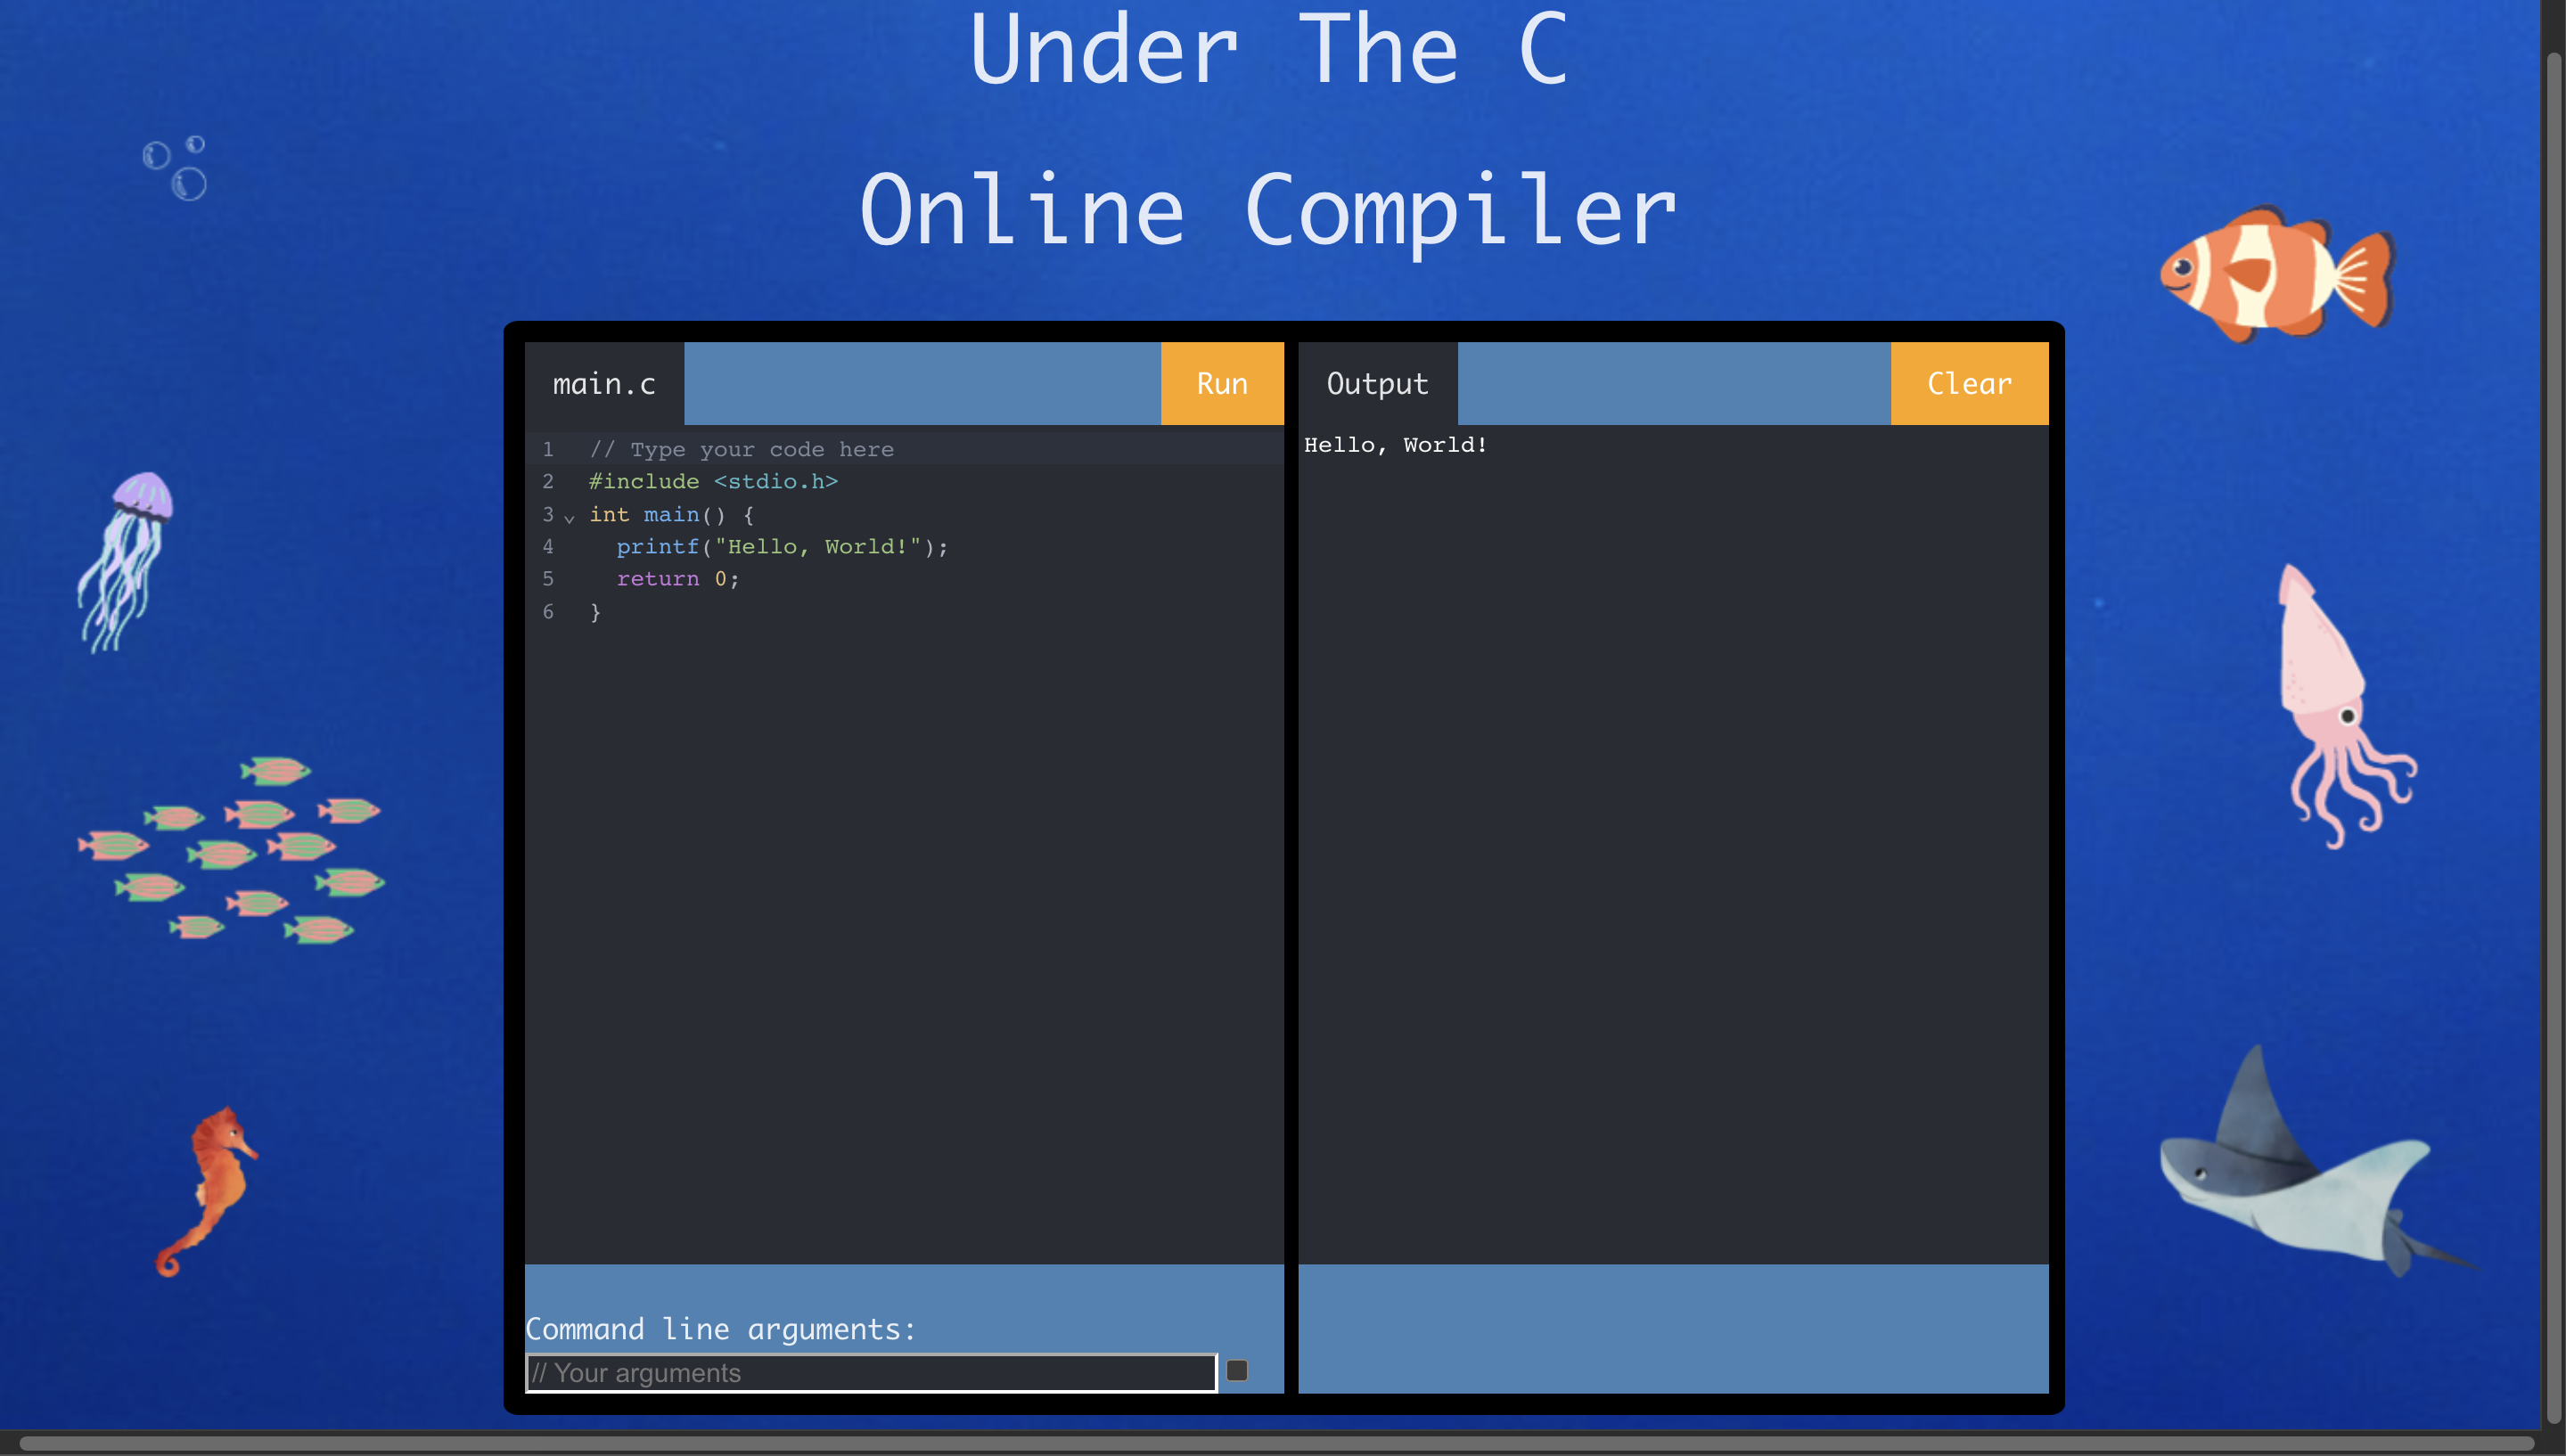 Under The C
Online Compiler
main.c
Run
1 // Type your code here
2 #include <stdio.h>
3 int main() {
4   printf("Hello, World!");
5   return 0;
6 }
Command line arguments:
// Your arguments
Output
Clear
Hello, World!